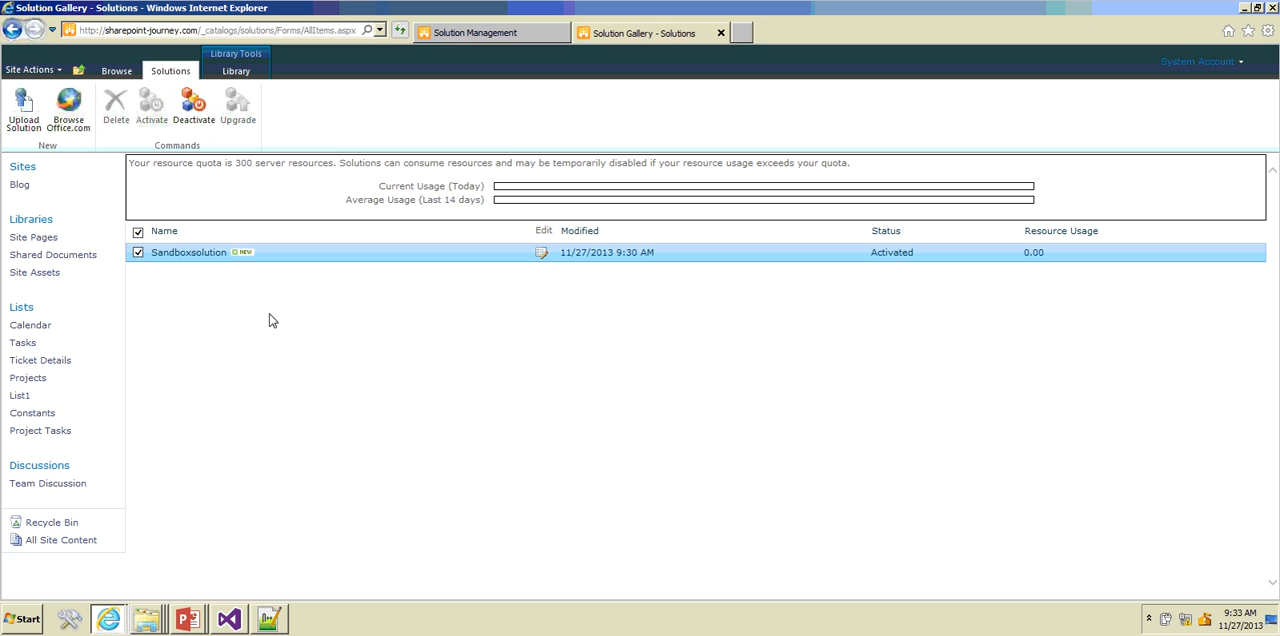 Solution Gallery - Solutions - Windows Internet Explorer
http://sharepoint-journey.com/_catalogs/solutions/Forms/AllItems.aspx
Solution Management
Solution Gallery - Solutions
Library Tools
Site Actions
Browse
Solutions
Library
System Account
Upload Solution
Browse Office.com
Delete
Activate
Deactivate
Upgrade
New
Commands
Your resource quota is 300 server resources. Solutions can consume resources and may be temporarily disabled if your resource usage exceeds your quota.
Current Usage (Today)
Average Usage (Last 14 days)
Name Edit Modified Status Resource Usage
Sandboxsolution NEW 11/27/2013 9:30 AM Activated 0.00
Sites
Blog
Libraries
Site Pages
Shared Documents
Site Assets
Lists
Calendar
Tasks
Ticket Details
Projects
List1
Constants
Project Tasks
Discussions
Team Discussion
Recycle Bin
All Site Content
Start
9:33 AM
11/27/2013